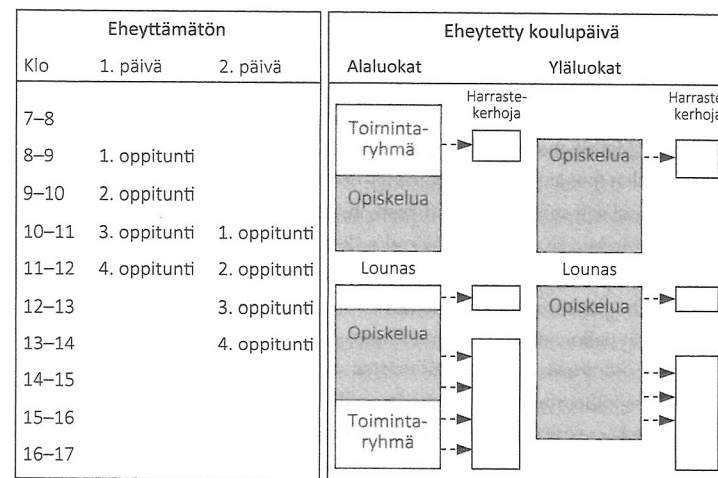 Eheyttämätön
Klo 1. päivä 2. päivä
7–8
8–9 1. oppitunti
9–10 2. oppitunti
10–11 3. oppitunti 1. oppitunti
11–12 4. oppitunti 2. oppitunti
12–13 3. oppitunti
13–14 4. oppitunti
14–15
15–16
16–17
Eheytetty koulupäivä
Alaluokat Yläluokat
Harraste-
kerhoja
Toiminta-
ryhmä
Opiskelua
Lounas
Opiskelua
Toiminta-
ryhmä
Harraste-
kerhoja
Opiskelua
Lounas
Opiskelua